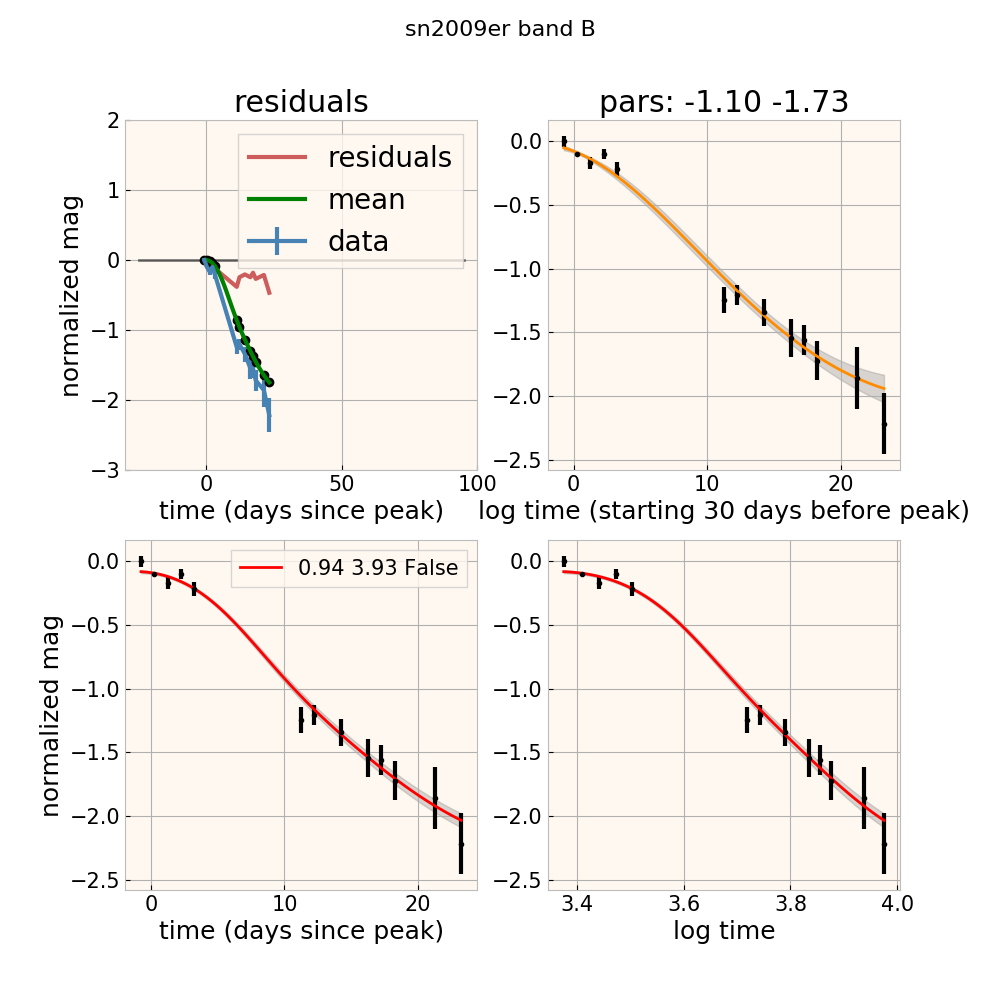 sn2009er band B
residuals
pars: -1.10 -1.73
2
1
0
−1
−2
−3
normalized mag
residuals
mean
data
0.0
−0.5
−1.0
−1.5
−2.0
−2.5
0
50
100
0
10
20
time (days since peak)
log time (starting 30 days before peak)
0.0
−0.5
−1.0
−1.5
−2.0
−2.5
normalized mag
0.94 3.93 False
0.0
−0.5
−1.0
−1.5
−2.0
−2.5
0
10
20
3.4
3.6
3.8
4.0
time (days since peak)
log time